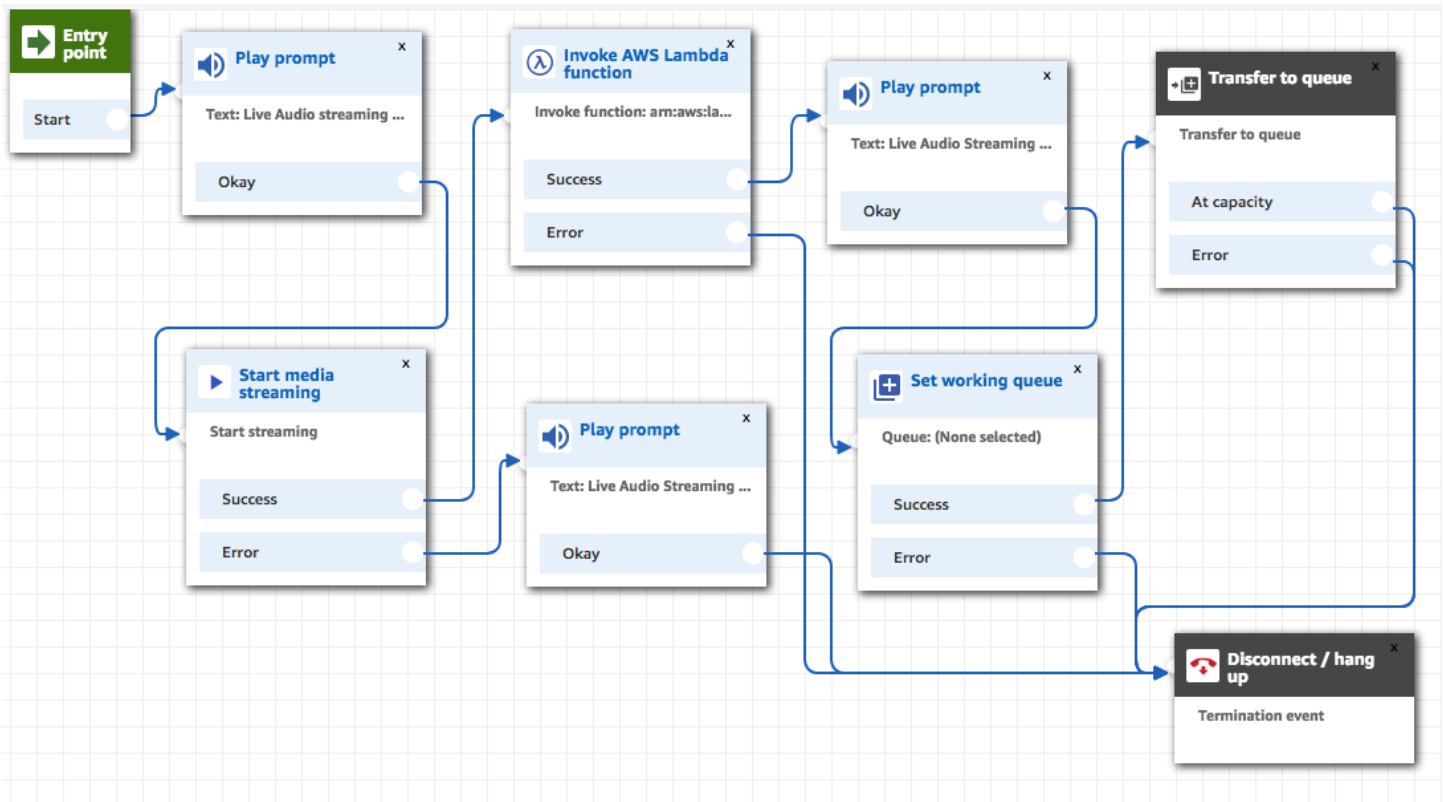 Entry
point
Start
Play prompt
x
Text: Live Audio streaming ...
Okay
Start media
streaming
x
Start streaming
Success
Error
Invoke AWS Lambda
function
x
Invoke function: arn:aws:la...
Success
Error
Play prompt
x
Text: Live Audio Streaming ...
Okay
Play prompt
x
Text: Live Audio Streaming ...
Okay
Set working queue
x
Queue: (None selected)
Success
Error
Transfer to queue
x
Transfer to queue
At capacity
Error
Disconnect / hang
up
x
Termination event